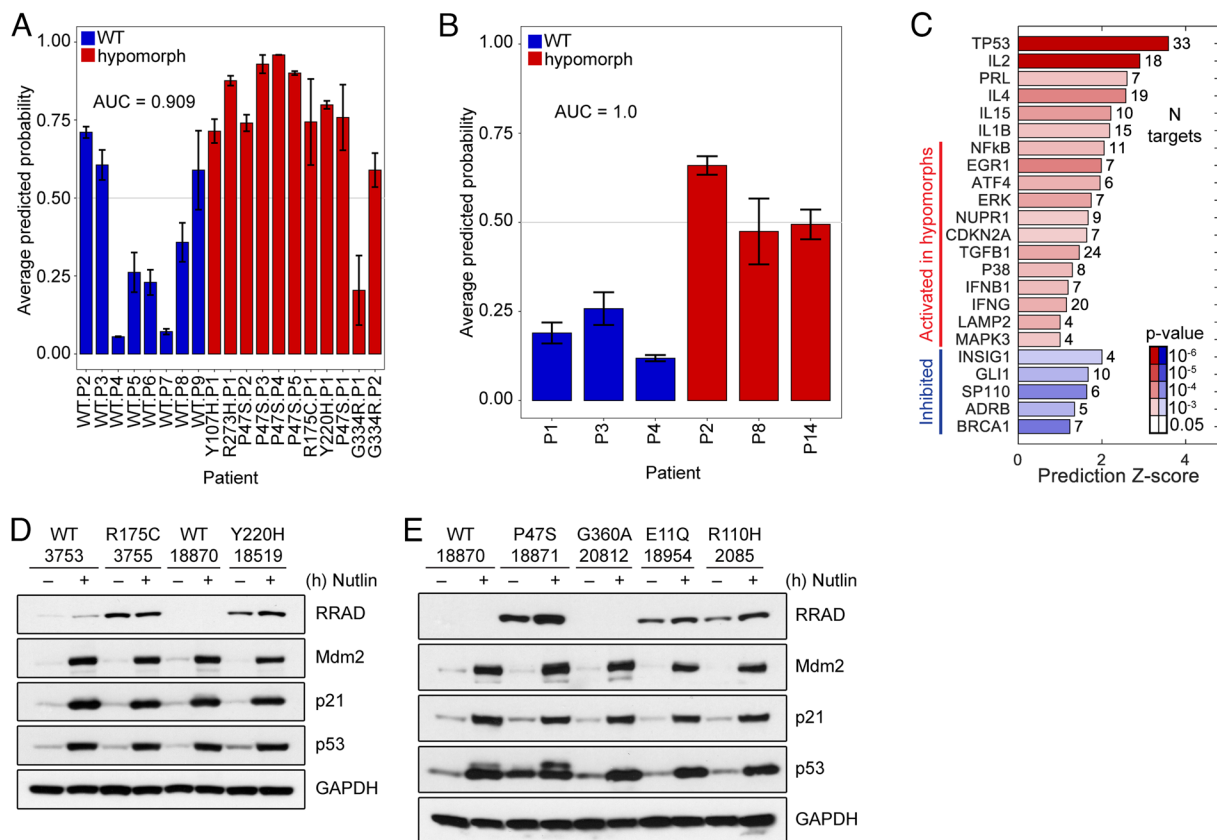 A
1.00
0.75
0.50
0.25
0.00
Average predicted probability
WT
hypomorph
AUC = 0.909
WT.P2
WT.P3
WT.P4
WT.P5
WT.P6
WT.P7
WT.P8
WT.P9
Y107H.P1
R273H.P1
P47S.P2
P47S.P3
P47S.P4
P47S.P5
R175C.P1
Y220H.P1
P47S.P1
G334R.P1
G334R.P2
Patient
B
1.00
0.75
0.50
0.25
0.00
Average predicted probability
WT
hypomorph
AUC = 1.0
P1
P3
P4
P2
P8
P14
Patient
C
TP53 33
IL2 18
PRL 7
IL4 19
IL15 10
IL1B 15
NFkB 11
EGR1 7
ATF4 6
ERK 7
NUPR1 9
CDKN2A 7
TGFB1 24
P38 8
IFNB1 7
IFNG 20
LAMP2 4
MAPK3 4
INSIG1 4
GLI1 10
SP110 6
ADRB 5
BRCA1 7
N
targets
Activated in hypomorphs
Inhibited
p-value
10-6
10-5
10-4
10-3
0.05
0 2 4
Prediction Z-score
D
WT R175C WT Y220H
3753 3755 18870 18519
– + – + – + – + (h) Nutlin
RRAD
Mdm2
p21
p53
GAPDH
E
WT P47S G360A E11Q R110H
18870 18871 20812 18954 2085
– + – + – + – + – + (h) Nutlin
RRAD
Mdm2
p21
p53
GAPDH